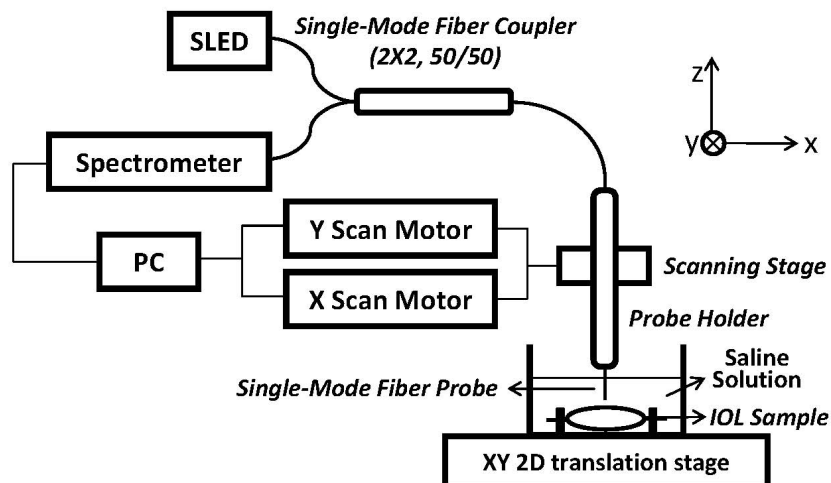 SLED
Single-Mode Fiber Coupler
(2X2, 50/50)
z
y
x
Spectrometer
PC
Y Scan Motor
X Scan Motor
Scanning Stage
Probe Holder
Single-Mode Fiber Probe
Saline
Solution
IOL Sample
XY 2D translation stage